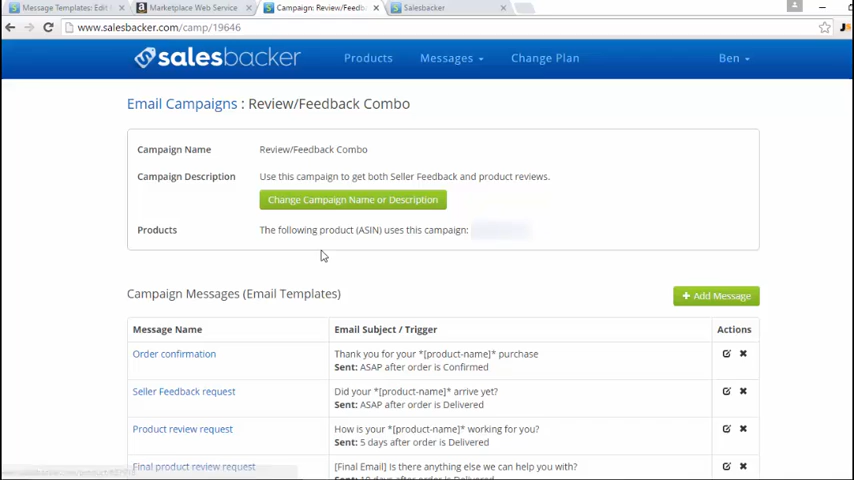 Message Templates: Edit
Marketplace Web Service
Campaign: Review/Feedb
Salesbacker
www.salesbacker.com/camp/19646
salesbacker
Products
Messages
Change Plan
Ben
Email Campaigns : Review/Feedback Combo
Campaign Name
Review/Feedback Combo
Campaign Description
Use this campaign to get both Seller Feedback and product reviews.
Change Campaign Name or Description
Products
The following product (ASIN) uses this campaign:
Campaign Messages (Email Templates)
+ Add Message
Message Name
Email Subject / Trigger
Actions
Order confirmation
Thank you for your *[product-name]* purchase
Sent: ASAP after order is Confirmed
Seller Feedback request
Did your *[product-name]* arrive yet?
Sent: ASAP after order is Delivered
Product review request
How is your *[product-name]* working for you?
Sent: 5 days after order is Delivered
Final product review request
[Final Email] Is there anything else we can help you with?